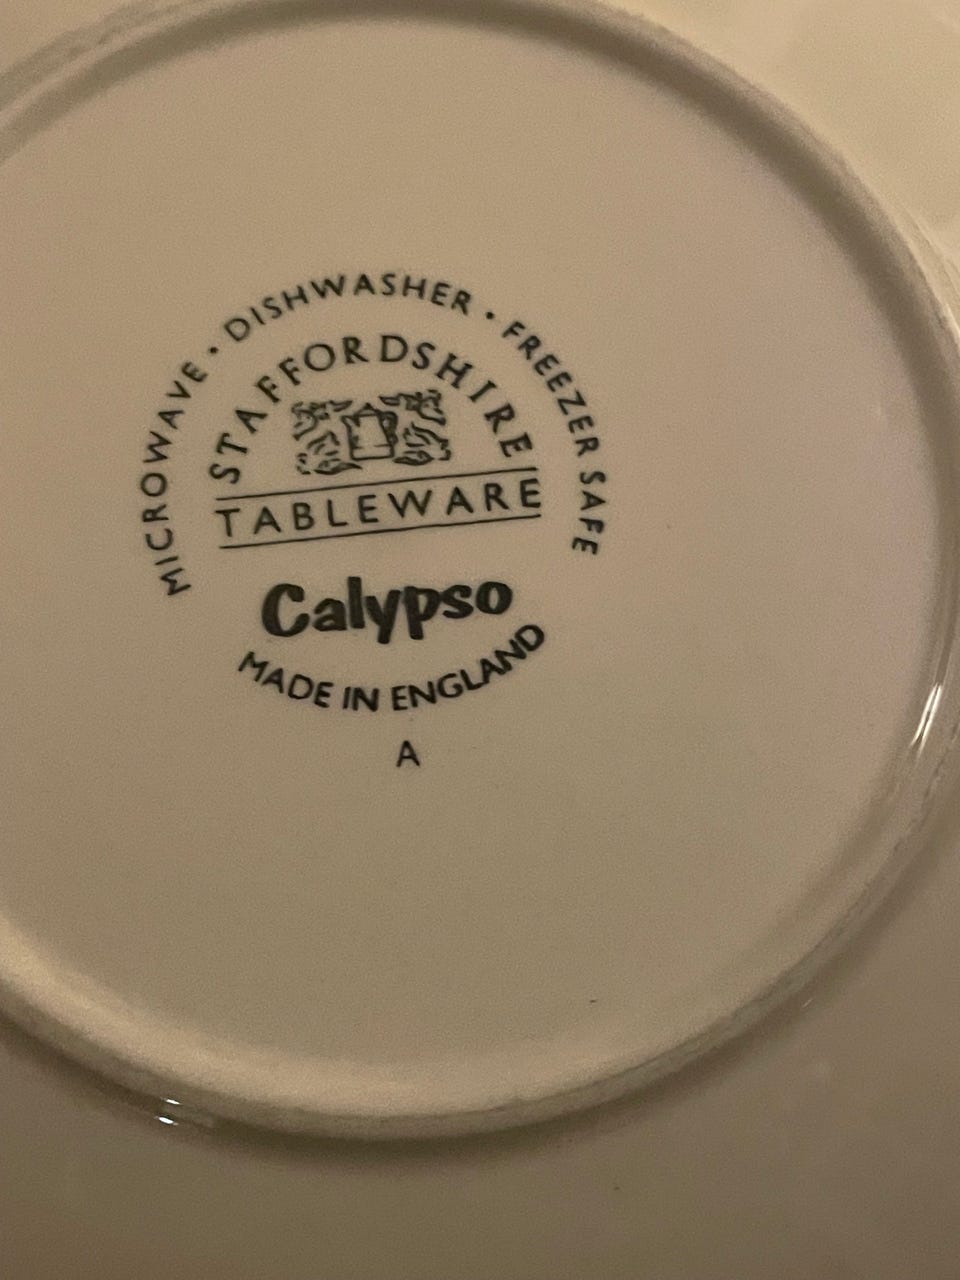 MICROWAVE · DISHWASHER · FREEZER SAFE
STAFFORDSHIRE
TABLEWARE
Calypso
MADE IN ENGLAND
A